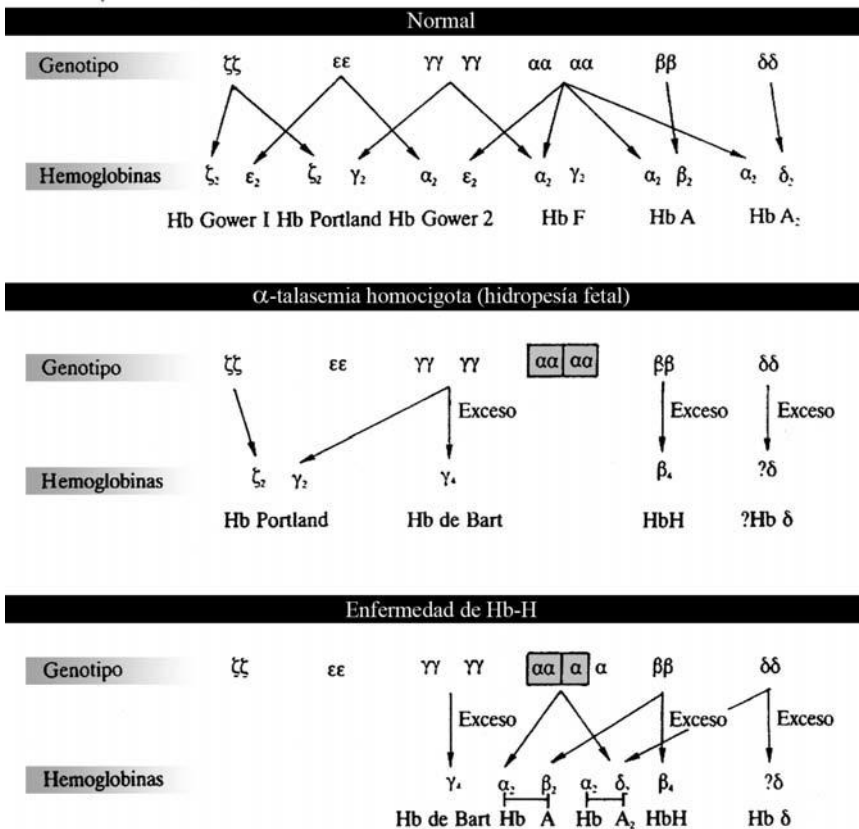 Normal
Genotipo ζζ εε γγ γγ αα αα ββ δδ
Hemoglobinas ζ₂ ε₂ ζ₂ γ₂ α₂ ε₂ α₂ γ₂ α₂ β₂ α₂ δ₂
Hb Gower I Hb Portland Hb Gower 2 Hb F Hb A Hb A₂
α-talasemia homocigota (hidropesía fetal)
Genotipo ζζ εε γγ γγ αα αα ββ δδ
Exceso Exceso Exceso
Hemoglobinas ζ₂ γ₂ γ₄ β₄ ?δ
Hb Portland Hb de Bart HbH ?Hb δ
Enfermedad de Hb-H
Genotipo ζζ εε γγ γγ αα α α ββ δδ
Exceso Exceso Exceso
Hemoglobinas γ₄ α₂ β₂ α₂ δ₂ β₄ ?δ
Hb de Bart Hb A Hb A₂ HbH Hb δ